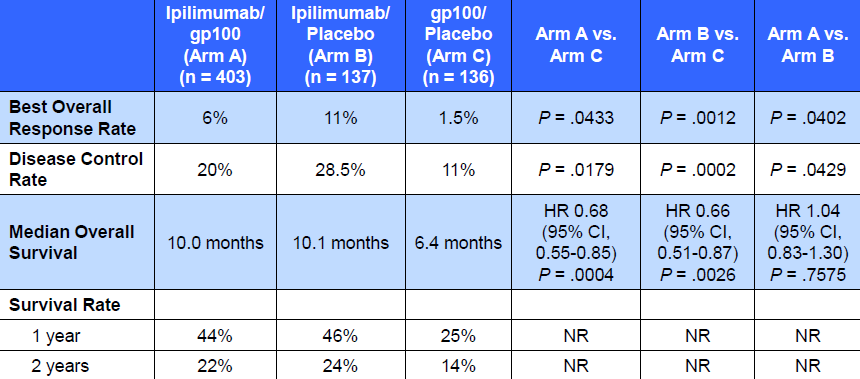 Ipilimumab/ gp100 (Arm A) (n = 403)
Ipilimumab/ Placebo (Arm B) (n = 137)
gp100/ Placebo (Arm C) (n = 136)
Arm A vs. Arm C
Arm B vs. Arm C
Arm A vs. Arm B
Best Overall Response Rate
6%
11%
1.5%
P = .0433
P = .0012
P = .0402
Disease Control Rate
20%
28.5%
11%
P = .0179
P = .0002
P = .0429
Median Overall Survival
10.0 months
10.1 months
6.4 months
HR 0.68 (95% CI, 0.55-0.85) P = .0004
HR 0.66 (95% CI, 0.51-0.87) P = .0026
HR 1.04 (95% CI, 0.83-1.30) P = .7575
Survival Rate
1 year
44%
46%
25%
NR
NR
NR
2 years
22%
24%
14%
NR
NR
NR